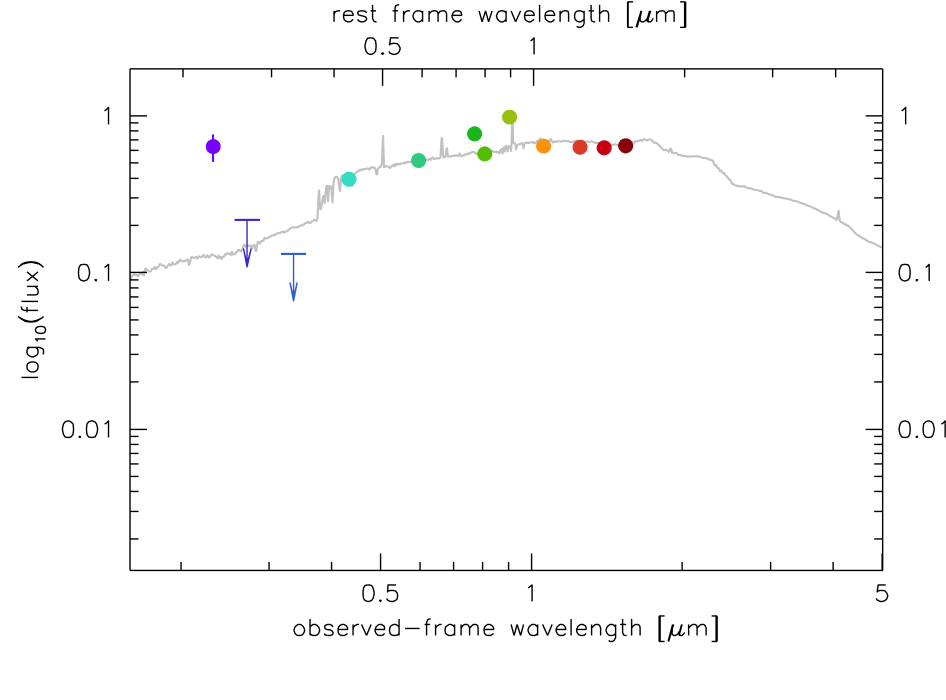 rest frame wavelength [μm]
0.5 1
1 1
0.1 0.1
log10(flux)
0.01 0.01
0.5 1 5
observed-frame wavelength [μm]